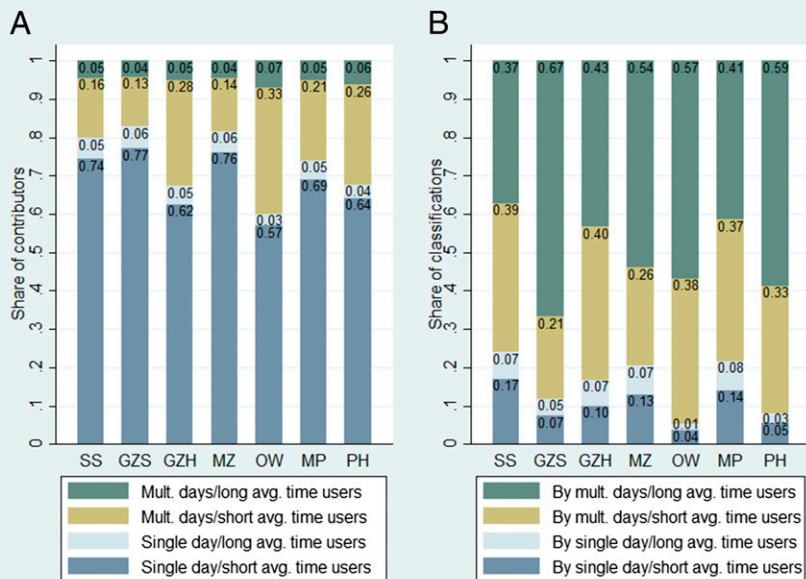 A
Share of contributors
1
.9
.8
.7
.6
.5
.4
.3
.2
.1
0
0.05 0.04 0.05 0.04 0.07 0.05 0.06
0.16 0.13 0.28 0.14 0.33 0.21 0.26
0.05 0.06 0.05 0.06 0.03 0.05 0.04
0.74 0.77 0.62 0.76 0.57 0.69 0.64
SS GZS GZH MZ OW MP PH
Mult. days/long avg. time users
Mult. days/short avg. time users
Single day/long avg. time users
Single day/short avg. time users
B
Share of classifications
1
.9
.8
.7
.6
.5
.4
.3
.2
.1
0
0.37 0.67 0.43 0.54 0.57 0.41 0.59
0.39 0.21 0.40 0.26 0.38 0.37 0.33
0.07 0.05 0.07 0.07 0.01 0.08 0.03
0.17 0.07 0.10 0.13 0.04 0.14 0.05
SS GZS GZH MZ OW MP PH
By mult. days/long avg. time users
By mult. days/short avg. time users
By single day/long avg. time users
By single day/short avg. time users